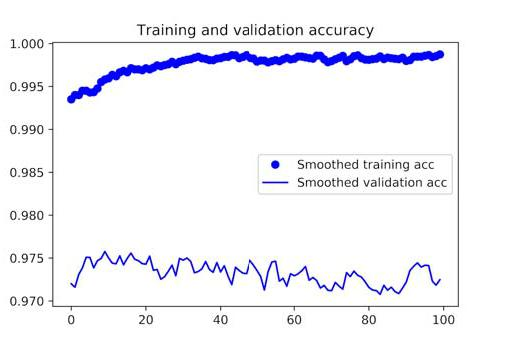 Training and validation accuracy
1.000
0.995
0.990
0.985
0.980
0.975
0.970
Smoothed training acc
Smoothed validation acc
0 20 40 60 80 100